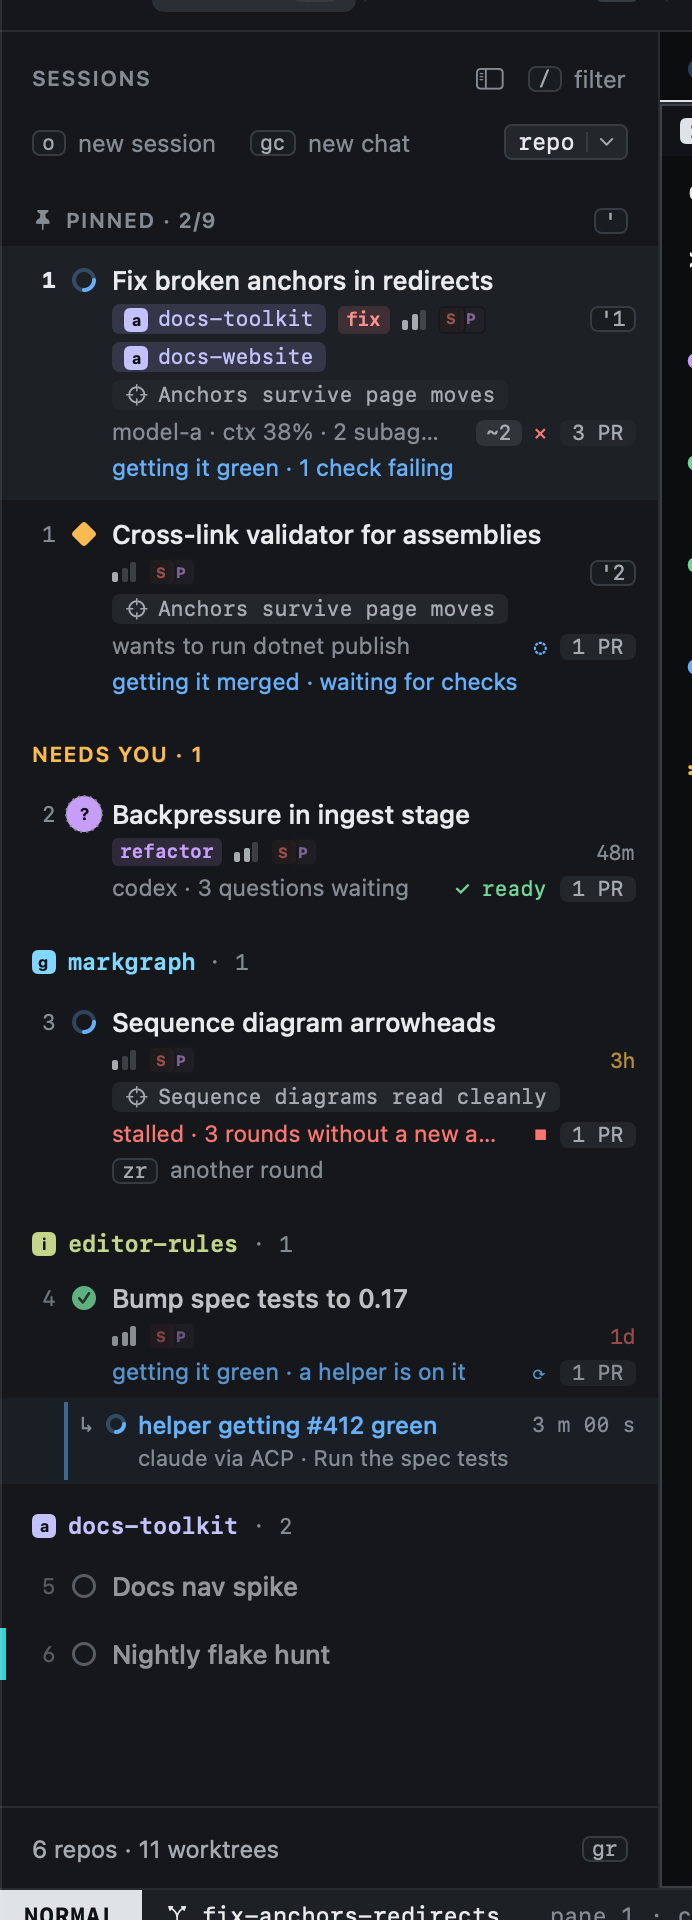 SESSIONS / filter
o new session gc new chat repo
PINNED · 2/9 '
1 Fix broken anchors in redirects
a docs-toolkit fix S P '1
a docs-website
Anchors survive page moves
model-a · ctx 38% · 2 subag… ~2 × 3 PR
getting it green · 1 check failing
1 Cross-link validator for assemblies
S P '2
Anchors survive page moves
wants to run dotnet publish 1 PR
getting it merged · waiting for checks
NEEDS YOU · 1
2 ? Backpressure in ingest stage
refactor S P 48m
codex · 3 questions waiting ✓ ready 1 PR
g markgraph · 1
3 Sequence diagram arrowheads
S P 3h
Sequence diagrams read cleanly
stalled · 3 rounds without a new a… 1 PR
zr another round
i editor-rules · 1
4 Bump spec tests to 0.17
S P 1d
getting it green · a helper is on it ⟳ 1 PR
↳ helper getting #412 green 3 m 00 s
claude via ACP · Run the spec tests
a docs-toolkit · 2
5 Docs nav spike
6 Nightly flake hunt
6 repos · 11 worktrees gr
NORMAL fix-anchors-redirects pane 1 ·